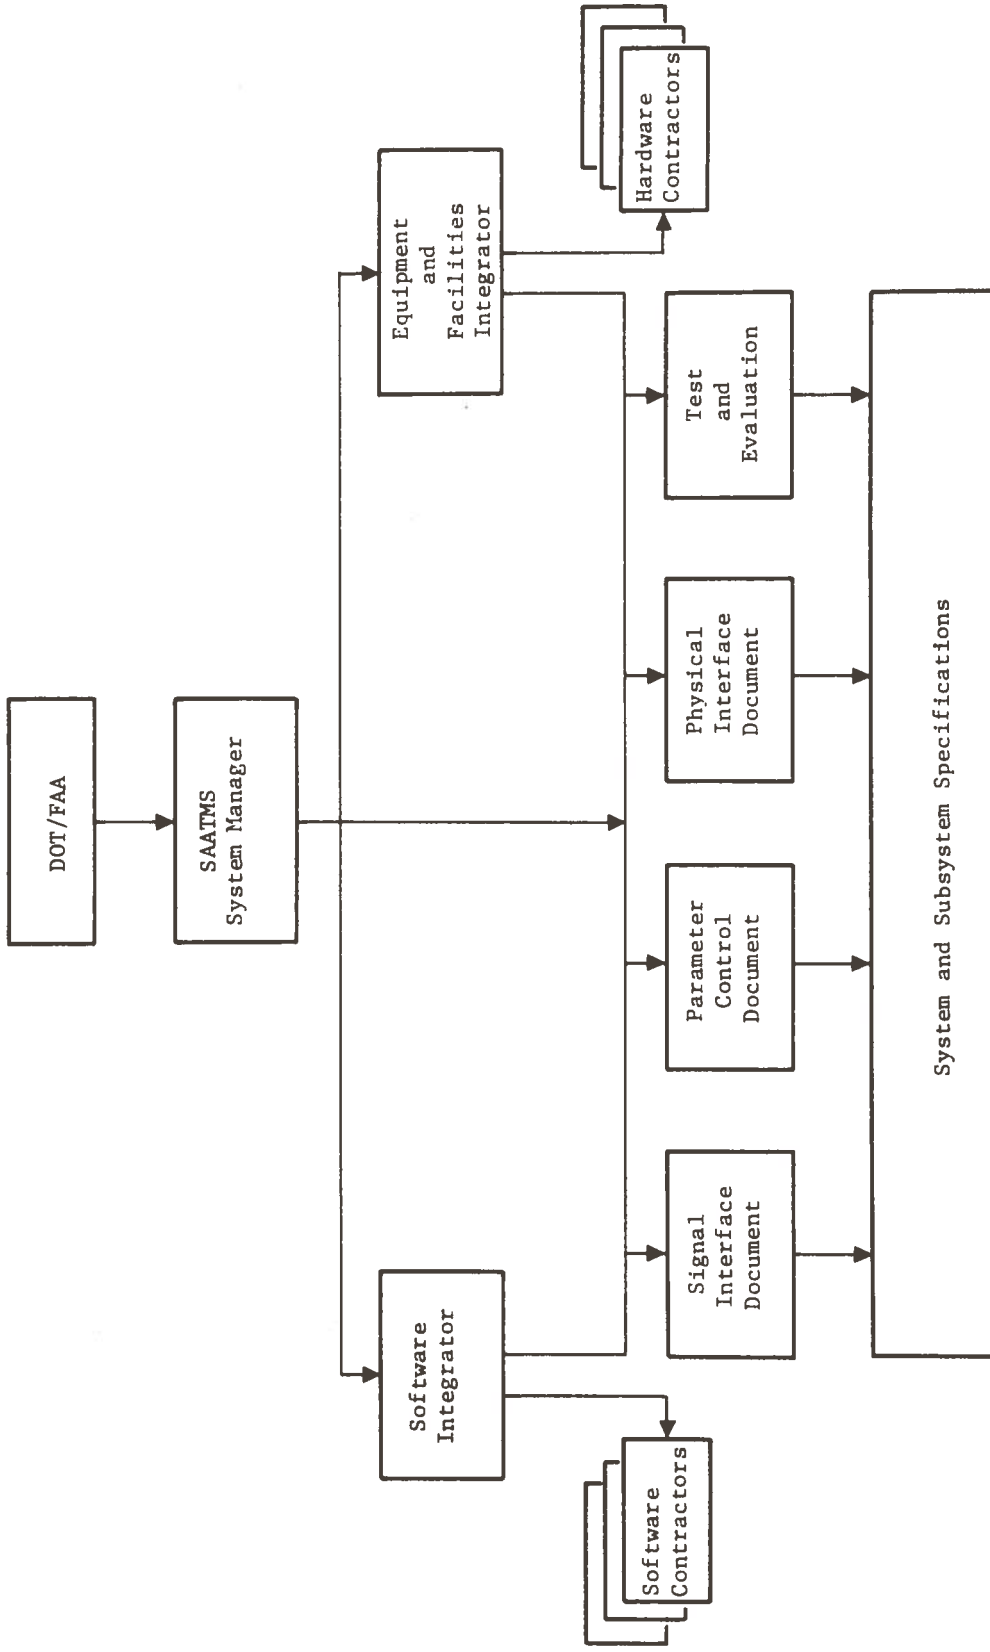 DOT/FAA
SAATMS
System Manager
Software
Integrator
Equipment
and
Facilities
Integrator
Software
Contractors
Hardware
Contractors
Signal
Interface
Document
Parameter
Control
Document
Physical
Interface
Document
Test
and
Evaluation
System and Subsystem Specifications